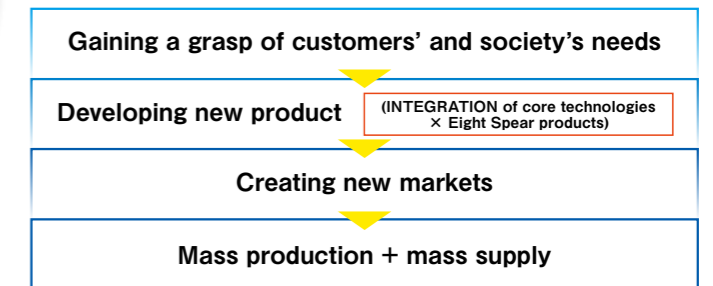 Gaining a grasp of customers’ and society’s needs
Developing new product
(INTEGRATION of core technologies
× Eight Spear products)
Creating new markets
Mass production + mass supply